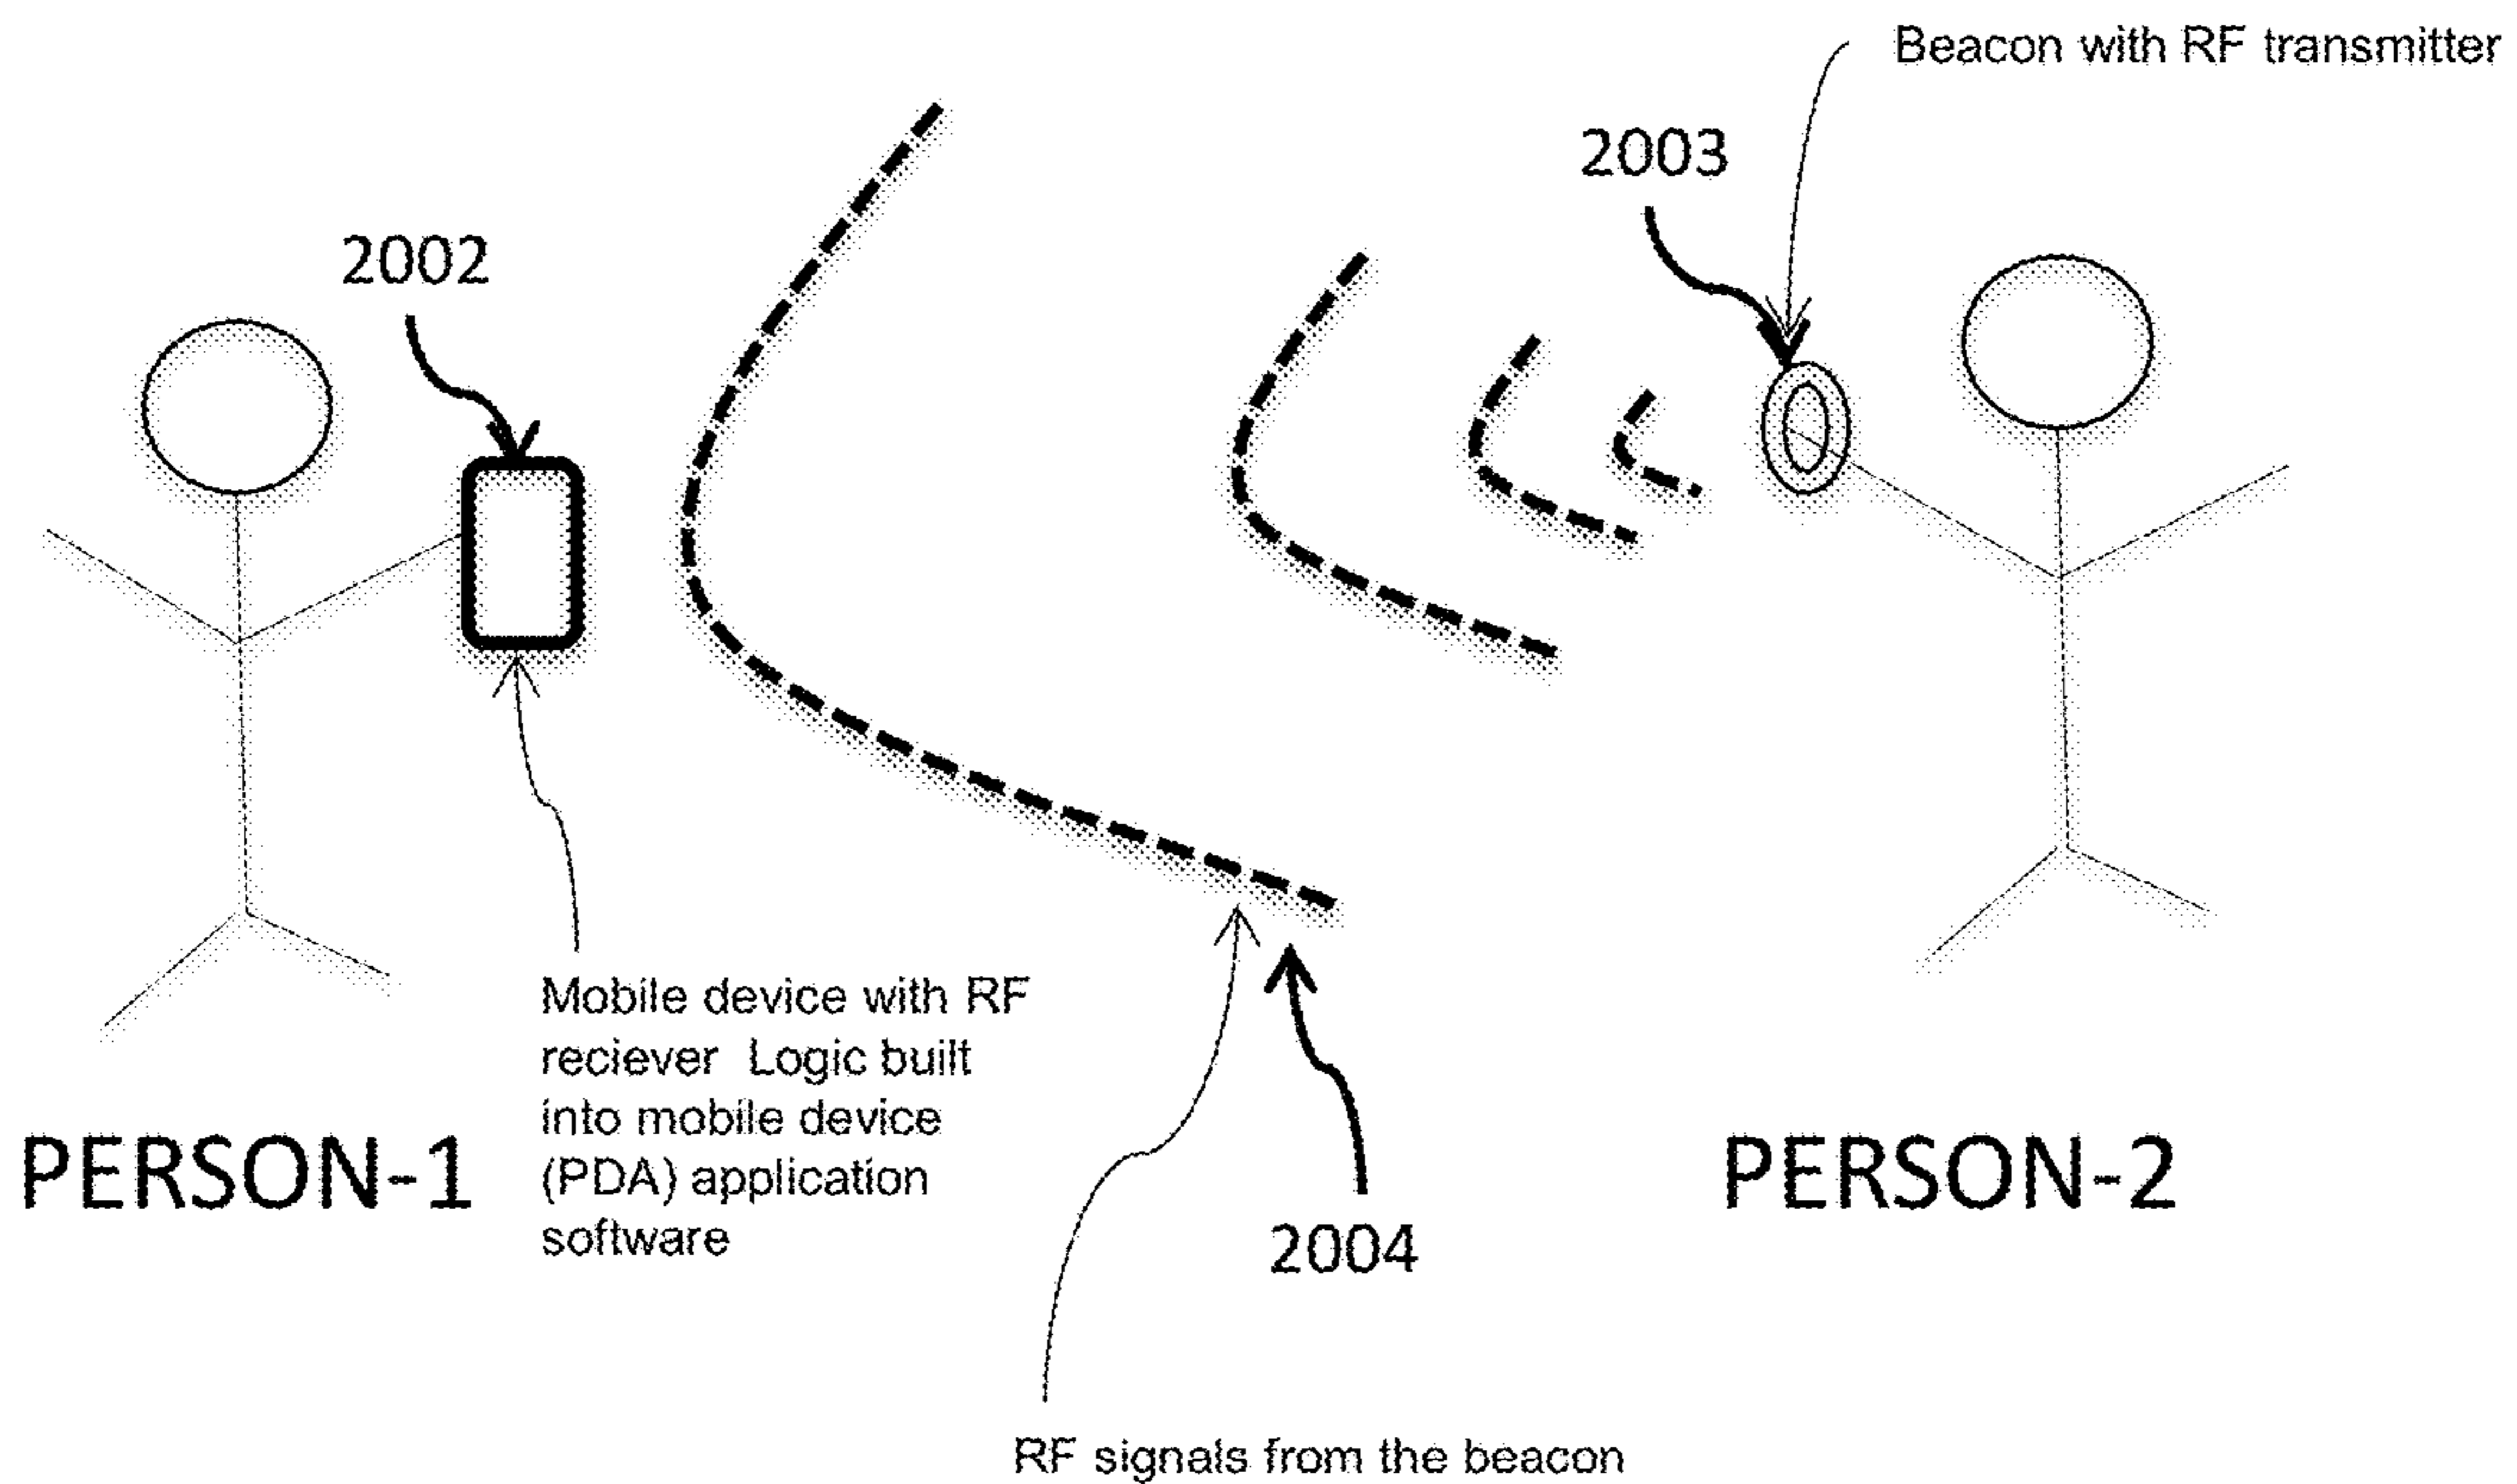 Beacon with RF transmitter
2003
2002
Mobile device with RF
reciever  Logic built
into mobile device
(PDA) application
software
PERSON-1
PERSON-2
2004
RF signals from the beacon